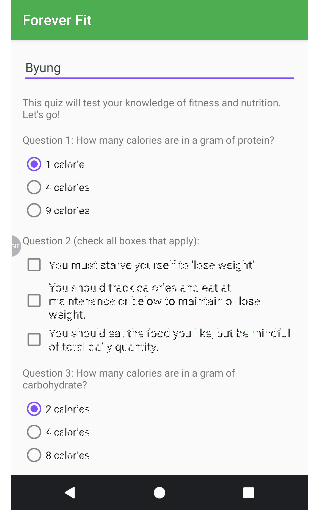 Forever Fit
Byung
This quiz will test your knowledge of fitness and nutrition.
Let's go!
Question 1: How many calories are in a gram of protein?
1 calorie
4 calories
9 calories
Question 2 (check all boxes that apply):
You must starve yourself to 'lose weight'
You should track calories and eat at
maintenance or below to maintain or lose
weight.
You should eat the food you like, but be mindful
of total daily quantity.
Question 3: How many calories are in a gram of
carbohydrate?
2 calories
4 calories
8 calories